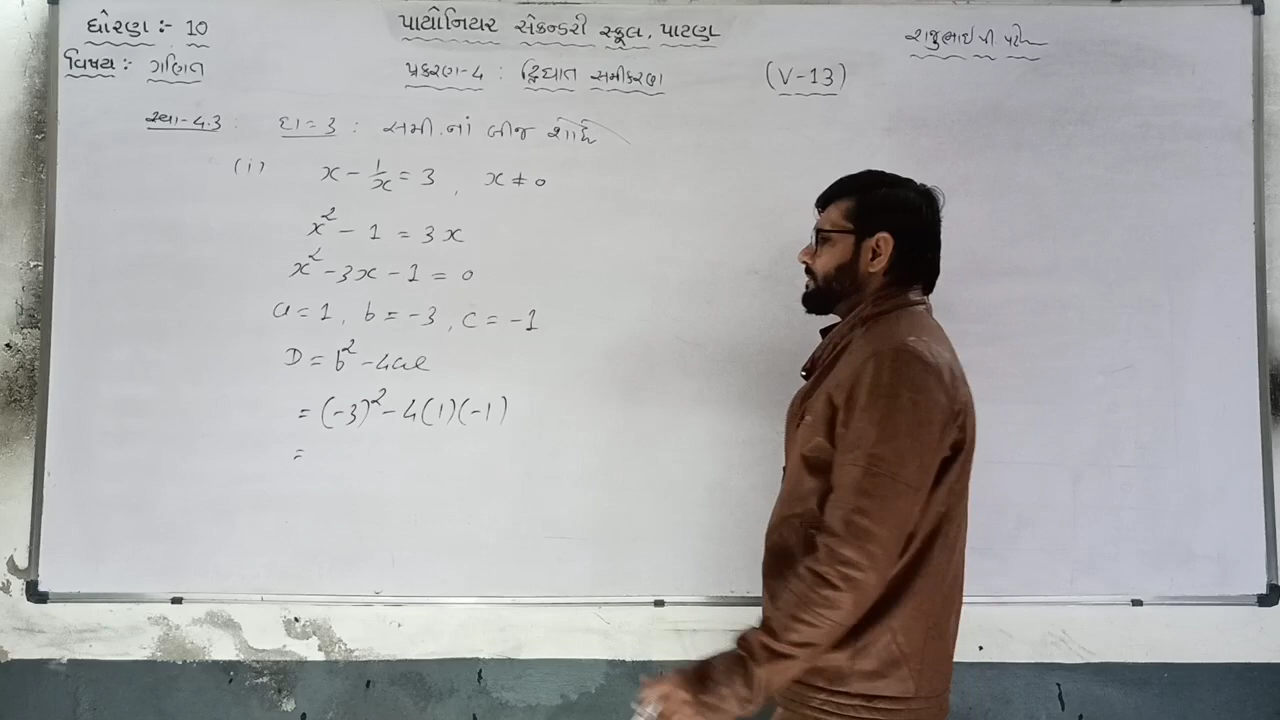 ધોરણ :- 10
પાયોનિયર સેકન્ડરી સ્કૂલ, પાટણ
રાજુભાઇ પી. પટેલ
વિષય : ગણિત
પ્રકરણ-4 : દ્વિઘાત સમીકરણ
(V-13)
સ્વા-4.3 : દા=3 : સમી.નાં બીજ શોધો
(i) x - 1/x = 3 , x ≠ 0
x² - 1 = 3x
x² - 3x - 1 = 0
a = 1 , b = -3 , c = -1
D = b² - 4ac
= (-3)² - 4(1)(-1)
=